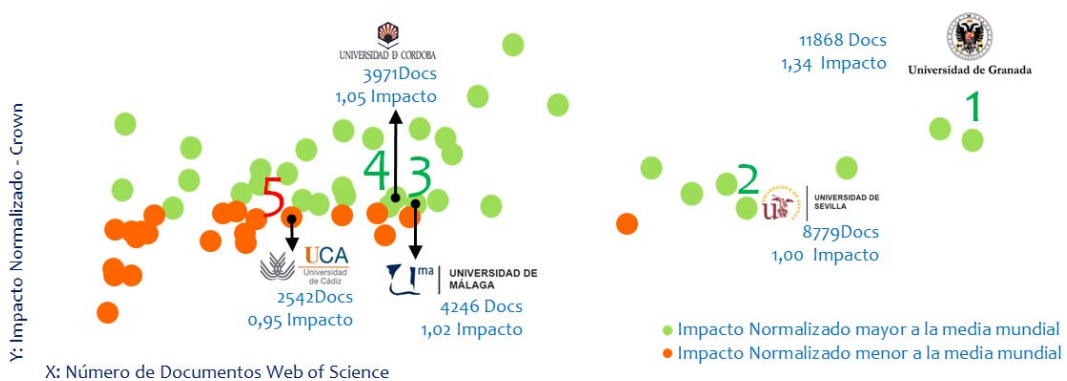 UNIVERSIDAD Ð CORDOBA
3971Docs
1,05 Impacto
11868 Docs
1,34 Impacto
Universidad de Granada
1
4
3
5
2
UNIVERSIDAD DE
SEVILLA
8779Docs
1,00 Impacto
UCA
Universidad
de Cádiz
2542Docs
0,95 Impacto
uma
UNIVERSIDAD DE
MÁLAGA
4246 Docs
1,02 Impacto
Impacto Normalizado mayor a la media mundial
Impacto Normalizado menor a la media mundial
Y: Impacto Normalizado - Crown
X: Número de Documentos Web of Science